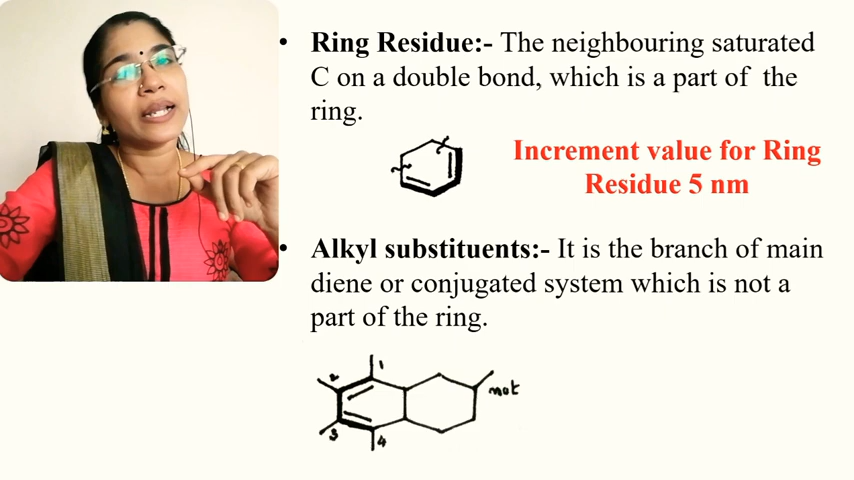 • Ring Residue:- The neighbouring saturated
C on a double bond, which is a part of the
ring.
Increment value for Ring
Residue 5 nm
• Alkyl substituents:- It is the branch of main
diene or conjugated system which is not a
part of the ring.
1
2
not
3
4